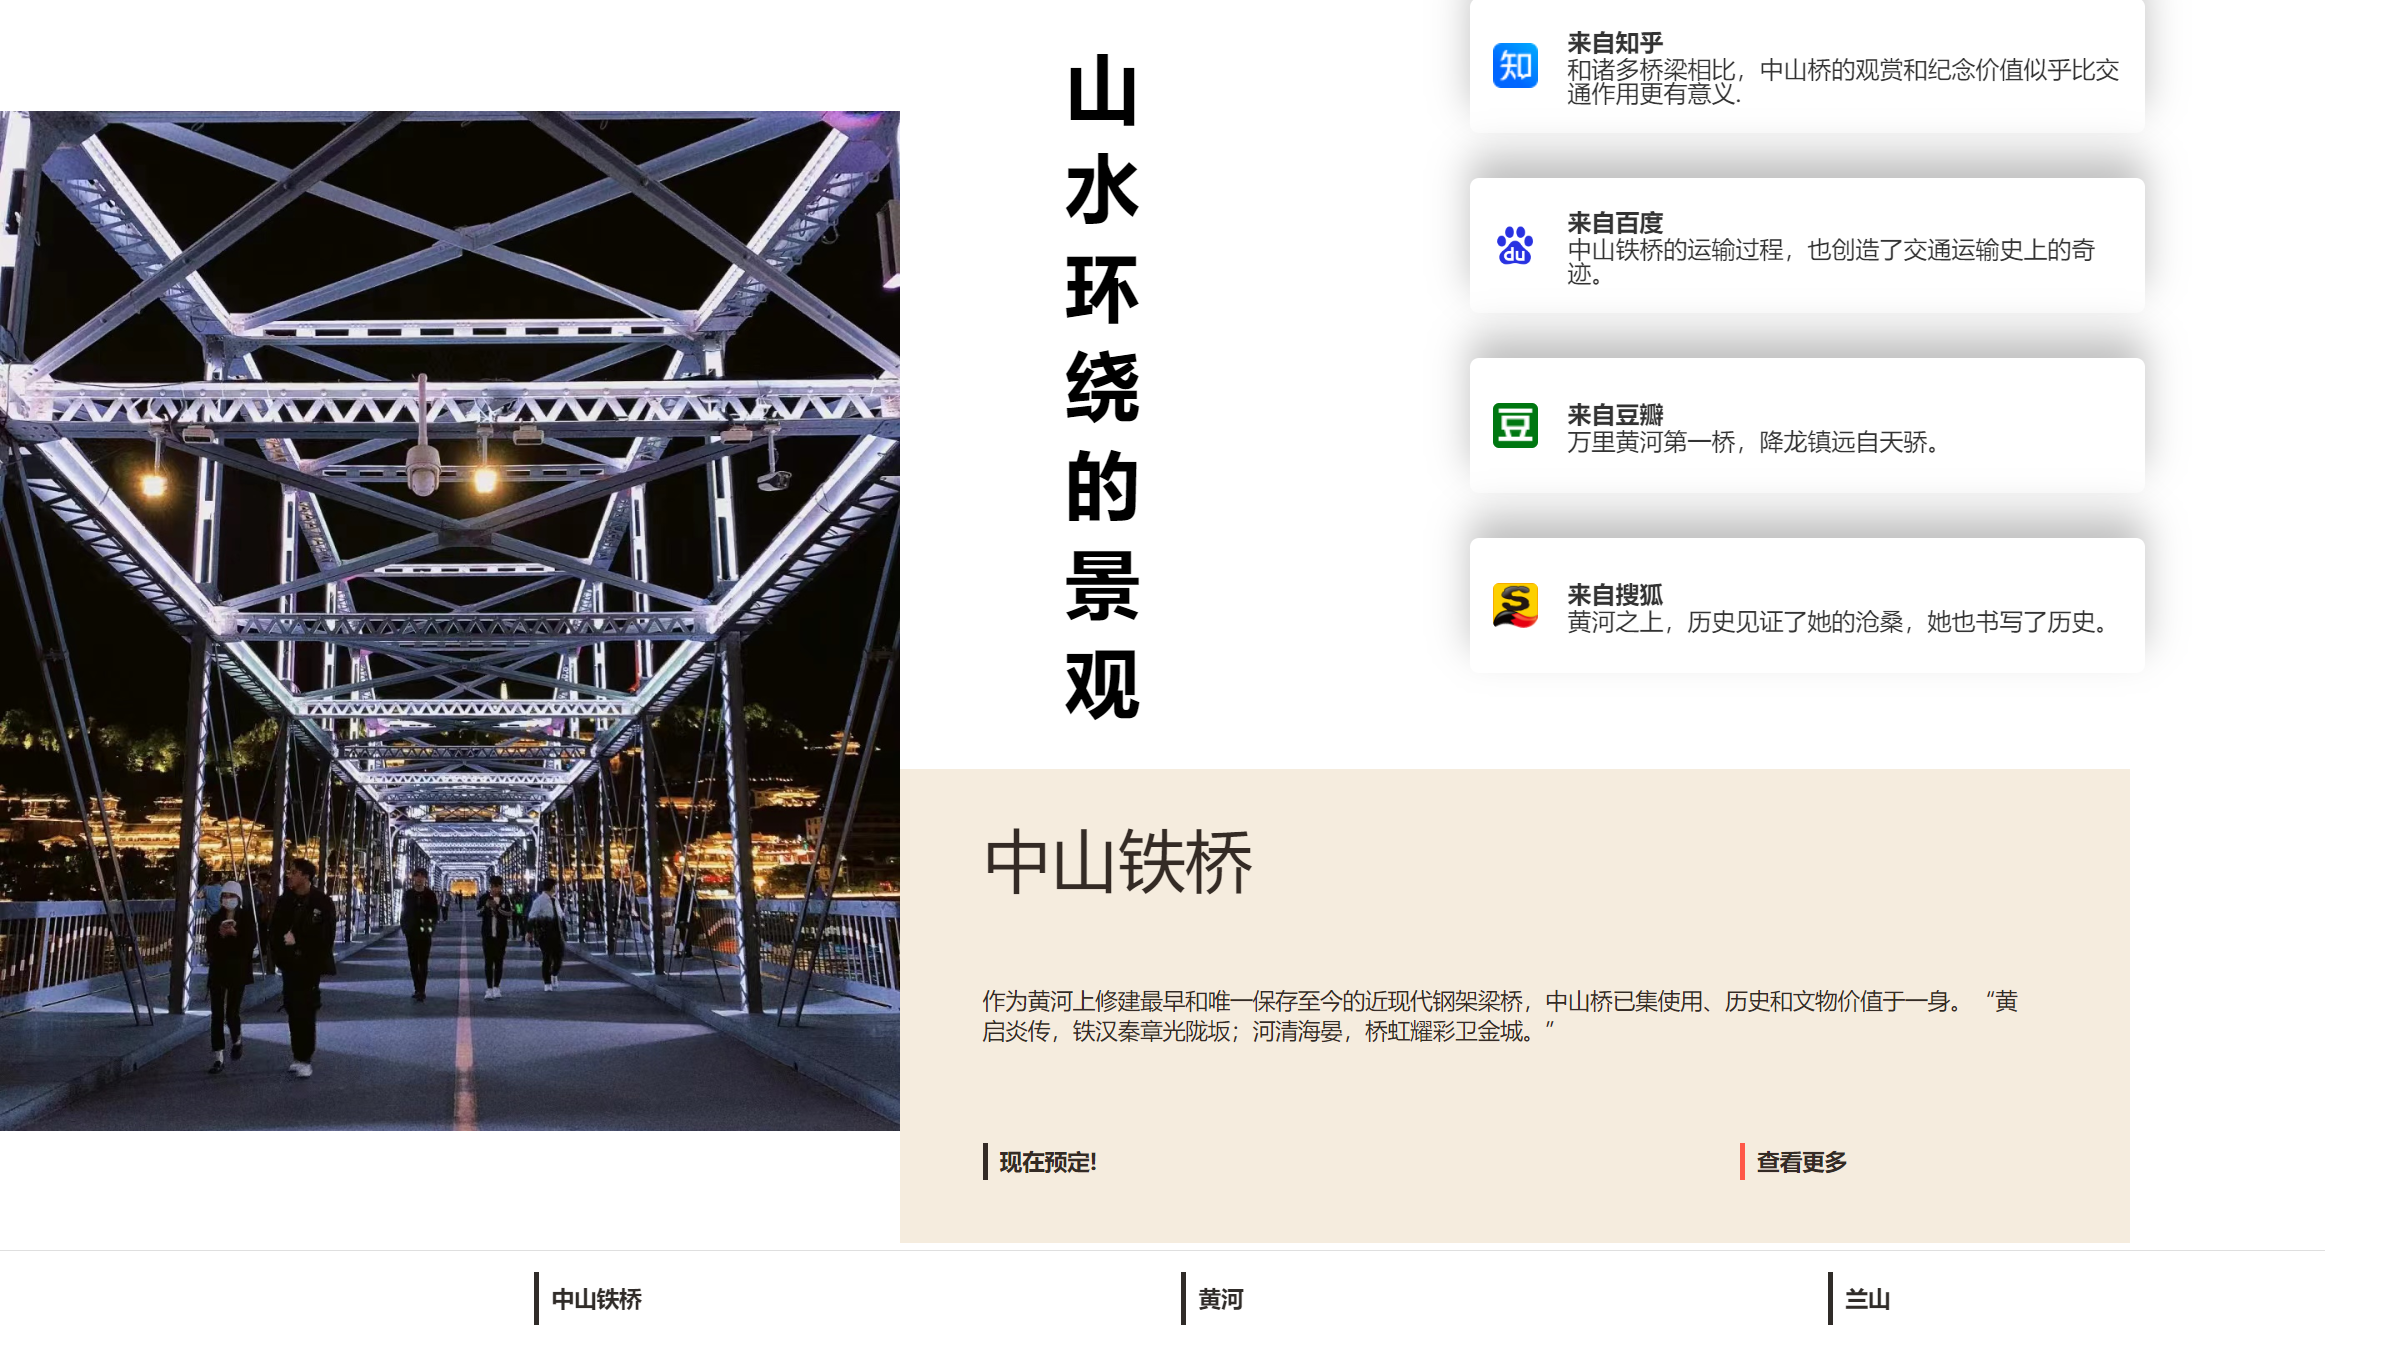 山水环绕的景观
知
来自知乎
和诸多桥梁相比，中山桥的观赏和纪念价值似乎比交
通作用更有意义.
du
来自百度
中山铁桥的运输过程，也创造了交通运输史上的奇
迹。
豆
来自豆瓣
万里黄河第一桥，降龙镇远自天骄。
S
来自搜狐
黄河之上，历史见证了她的沧桑，她也书写了历史。
中山铁桥
作为黄河上修建最早和唯一保存至今的近现代钢架梁桥，中山桥已集使用、历史和文物价值于一身。 “黄
启炎传，铁汉秦章光陇坂；河清海晏，桥虹耀彩卫金城。”
现在预定!
查看更多
中山铁桥
黄河
兰山